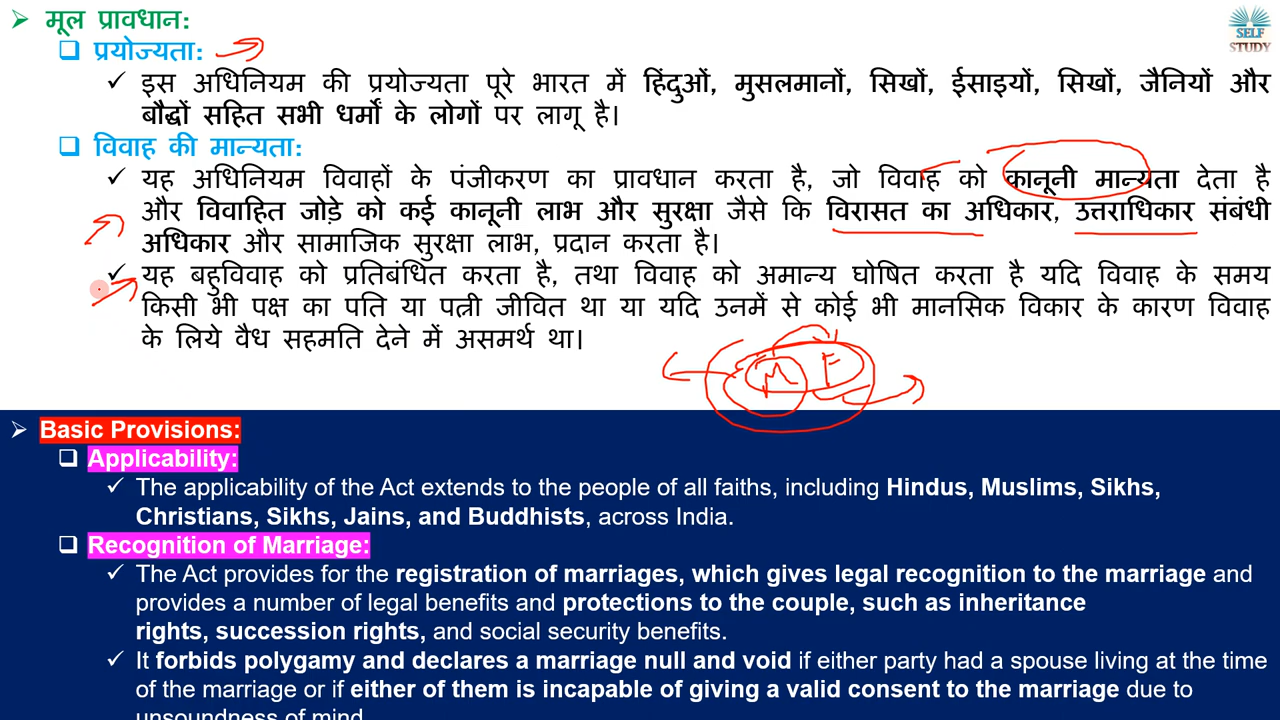 मूल प्रावधान:
SELF
STUDY
प्रयोज्यता:
इस अधिनियम की प्रयोज्यता पूरे भारत में हिंदुओं, मुसलमानों, सिखों, ईसाइयों, सिखों, जैनियों और
बौद्धों सहित सभी धर्मों के लोगों पर लागू है।
विवाह की मान्यता:
यह अधिनियम विवाहों के पंजीकरण का प्रावधान करता है, जो विवाह को कानूनी मान्यता देता है
और विवाहित जोड़े को कई कानूनी लाभ और सुरक्षा जैसे कि विरासत का अधिकार, उत्तराधिकार संबंधी
अधिकार और सामाजिक सुरक्षा लाभ, प्रदान करता है।
यह बहुविवाह को प्रतिबंधित करता है, तथा विवाह को अमान्य घोषित करता है यदि विवाह के समय
किसी भी पक्ष का पति या पत्नी जीवित था या यदि उनमें से कोई भी मानसिक विकार के कारण विवाह
के लिये वैध सहमति देने में असमर्थ था।
M F
Basic Provisions:
Applicability:
The applicability of the Act extends to the people of all faiths, including Hindus, Muslims, Sikhs,
Christians, Sikhs, Jains, and Buddhists, across India.
Recognition of Marriage:
The Act provides for the registration of marriages, which gives legal recognition to the marriage and
provides a number of legal benefits and protections to the couple, such as inheritance
rights, succession rights, and social security benefits.
It forbids polygamy and declares a marriage null and void if either party had a spouse living at the time
of the marriage or if either of them is incapable of giving a valid consent to the marriage due to
unsoundness of mind